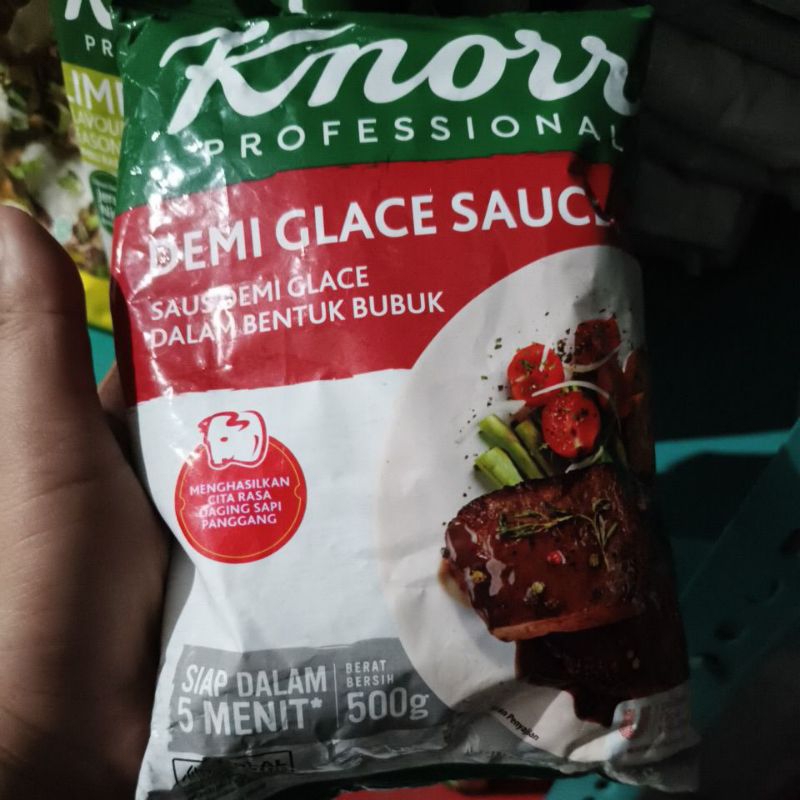 Knorr
PROFESSIONAL
DEMI GLACE SAUCE
SAUS DEMI GLACE
DALAM BENTUK BUBUK
MENGHASILKAN
CITA RASA
DAGING SAPI
PANGGANG
SIAP DALAM
5 MENIT*
BERAT
BERSIH
500g
Penyajian